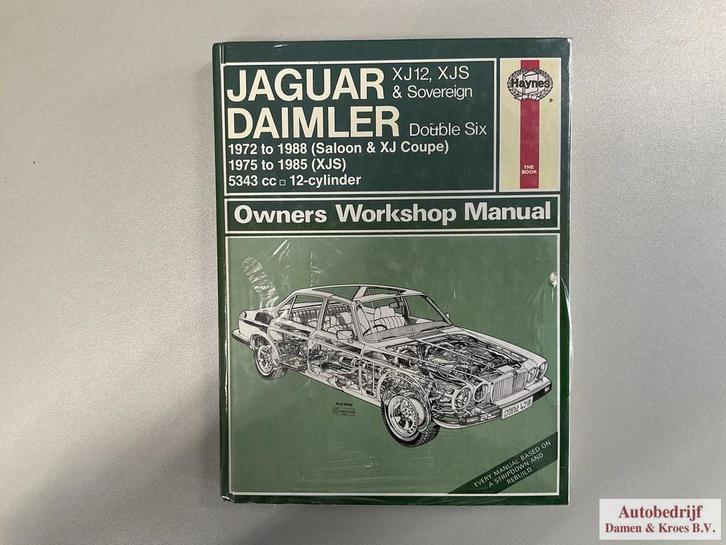 JAGUAR XJ12, XJS
& Sovereign
DAIMLER Double Six
1972 to 1988 (Saloon & XJ Coupe)
1975 to 1985 (XJS)
5343 cc □ 12-cylinder
Haynes
®
THE
BOOK
Owners Workshop Manual
EVERY MANUAL BASED ON
A STRIPDOWN AND
REBUILD
Autobedrijf
Damen & Kroes B.V.